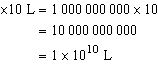 ×10 L = 1 000 000 000 × 10
= 10 000 000 000
= 1 × 10¹⁰ L